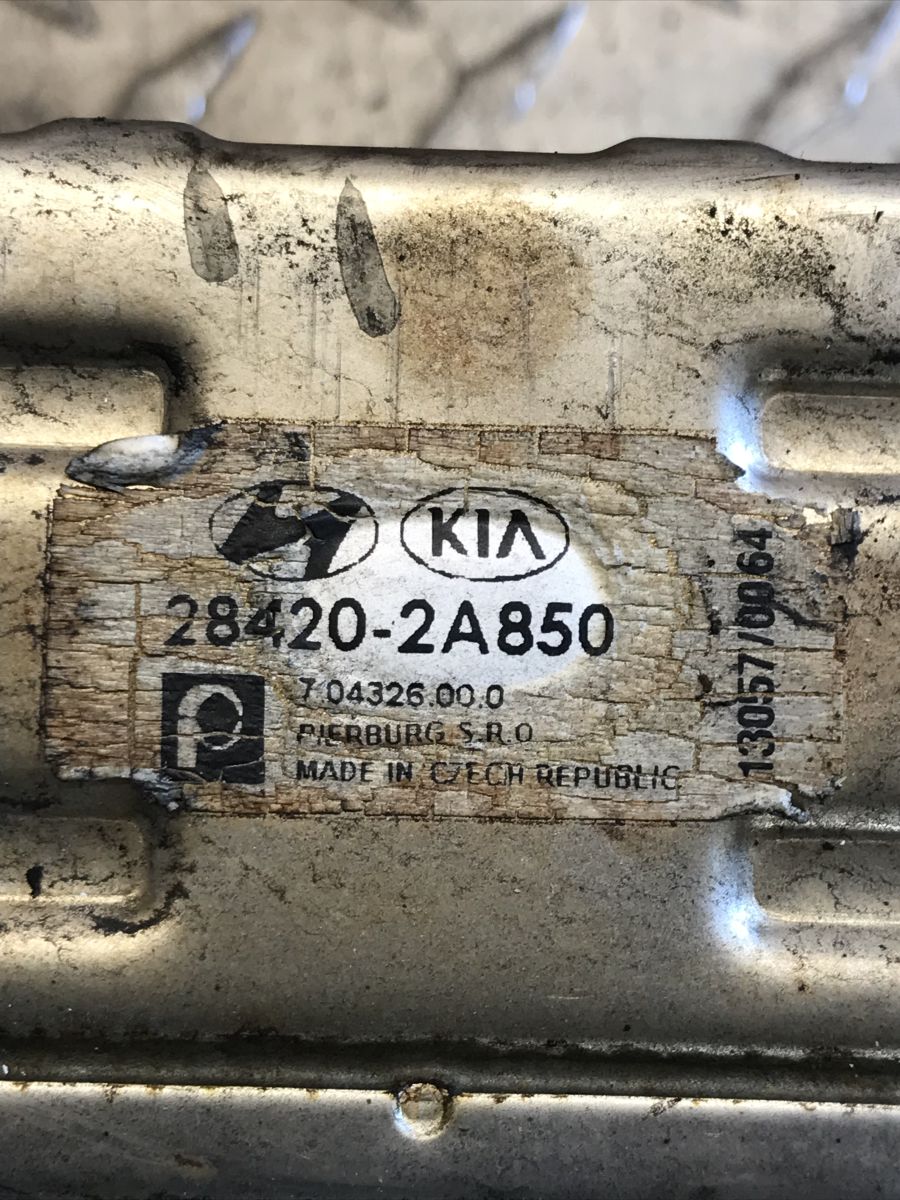 KIA
28420-2A850
7.04326.00.0
PIERBURG S.R.O
MADE IN CZECH REPUBLIC
13057/0064